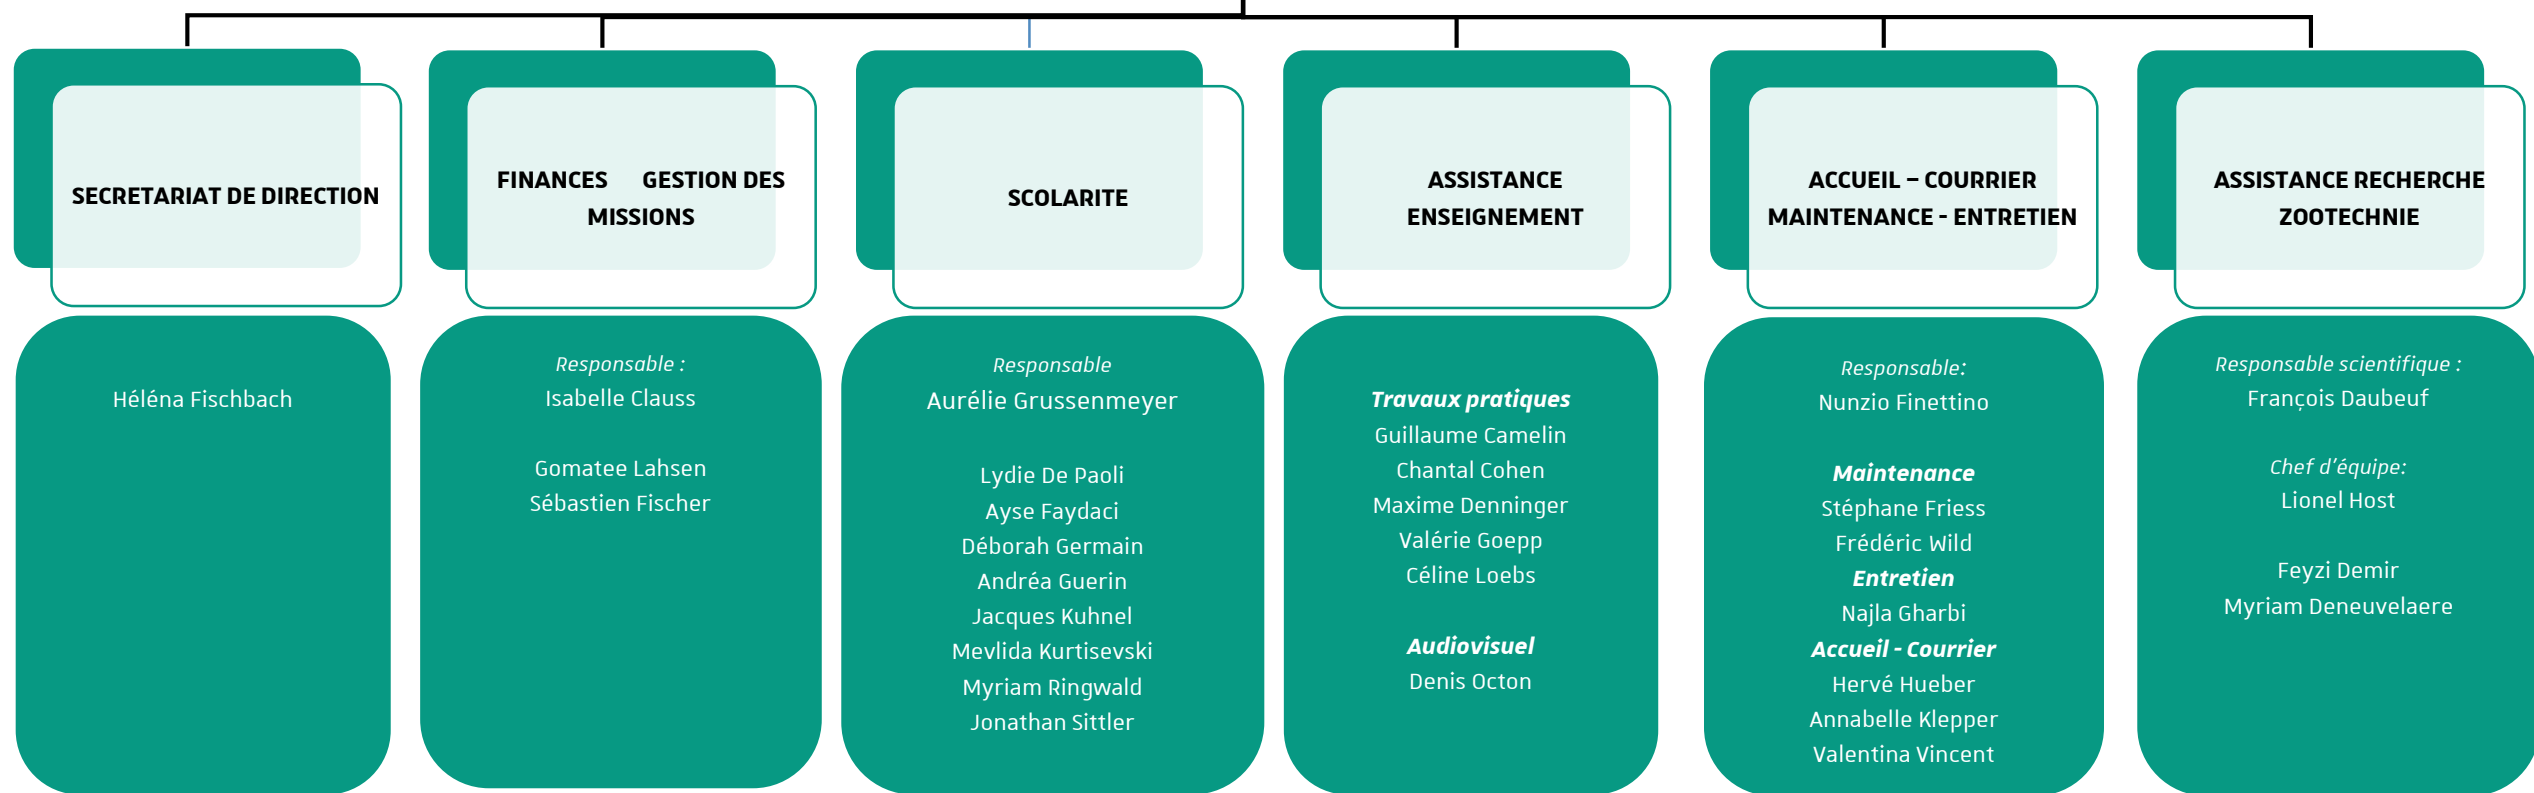 SECRETARIAT DE DIRECTION
Héléna Fischbach
FINANCES GESTION DES
MISSIONS
Responsable :
Isabelle Clauss
Gomatee Lahsen
Sébastien Fischer
SCOLARITE
Responsable
Aurélie Grussenmeyer
Lydie De Paoli
Ayse Faydaci
Déborah Germain
Andréa Guerin
Jacques Kuhnel
Mevlida Kurtisevski
Myriam Ringwald
Jonathan Sittler
ASSISTANCE
ENSEIGNEMENT
Travaux pratiques
Guillaume Camelin
Chantal Cohen
Maxime Denninger
Valérie Goepp
Céline Loebs
Audiovisuel
Denis Octon
ACCUEIL – COURRIER
MAINTENANCE - ENTRETIEN
Responsable:
Nunzio Finettino
Maintenance
Stéphane Friess
Frédéric Wild
Entretien
Najla Gharbi
Accueil - Courrier
Hervé Hueber
Annabelle Klepper
Valentina Vincent
ASSISTANCE RECHERCHE
ZOOTECHNIE
Responsable scientifique :
François Daubeuf
Chef d'équipe:
Lionel Host
Feyzi Demir
Myriam Deneuvelaere